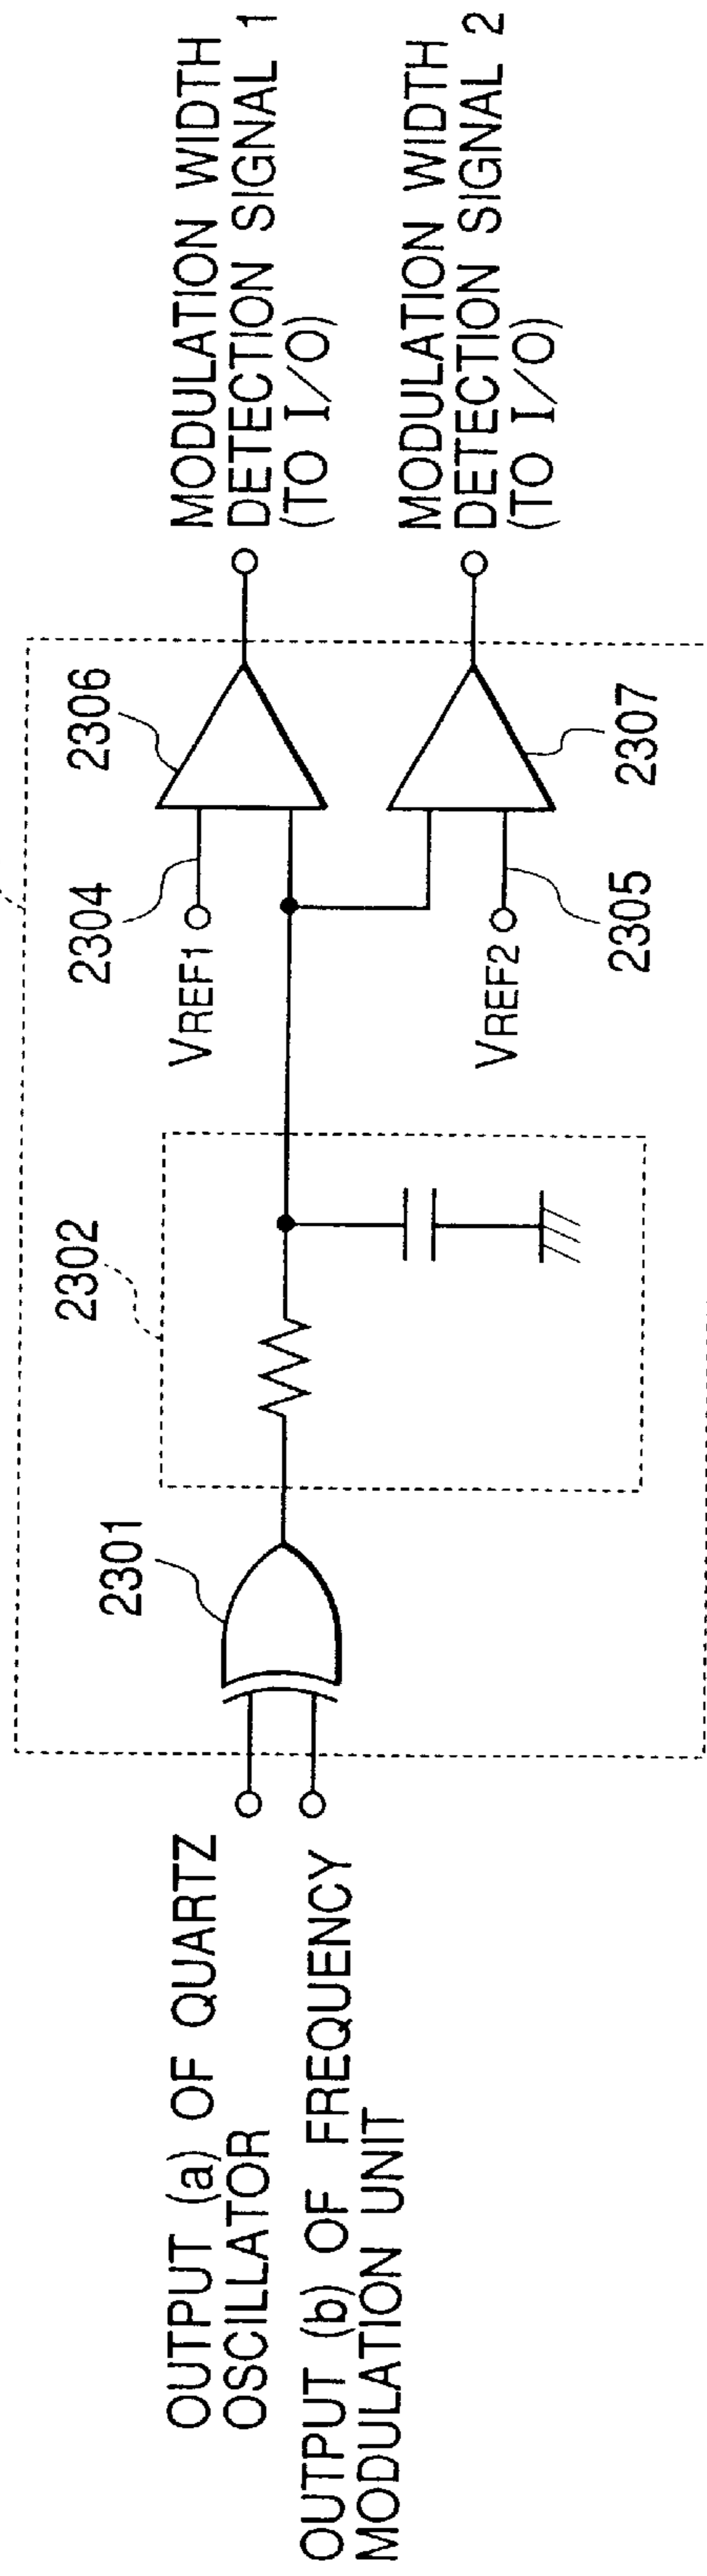 OUTPUT (a) OF QUARTZ
OSCILLATOR
OUTPUT (b) OF FREQUENCY
MODULATION UNIT
2301
2302
2304
VREF1
2306
VREF2
2305
2307
MODULATION WIDTH
DETECTION SIGNAL 1
(TO I/O)
MODULATION WIDTH
DETECTION SIGNAL 2
(TO I/O)